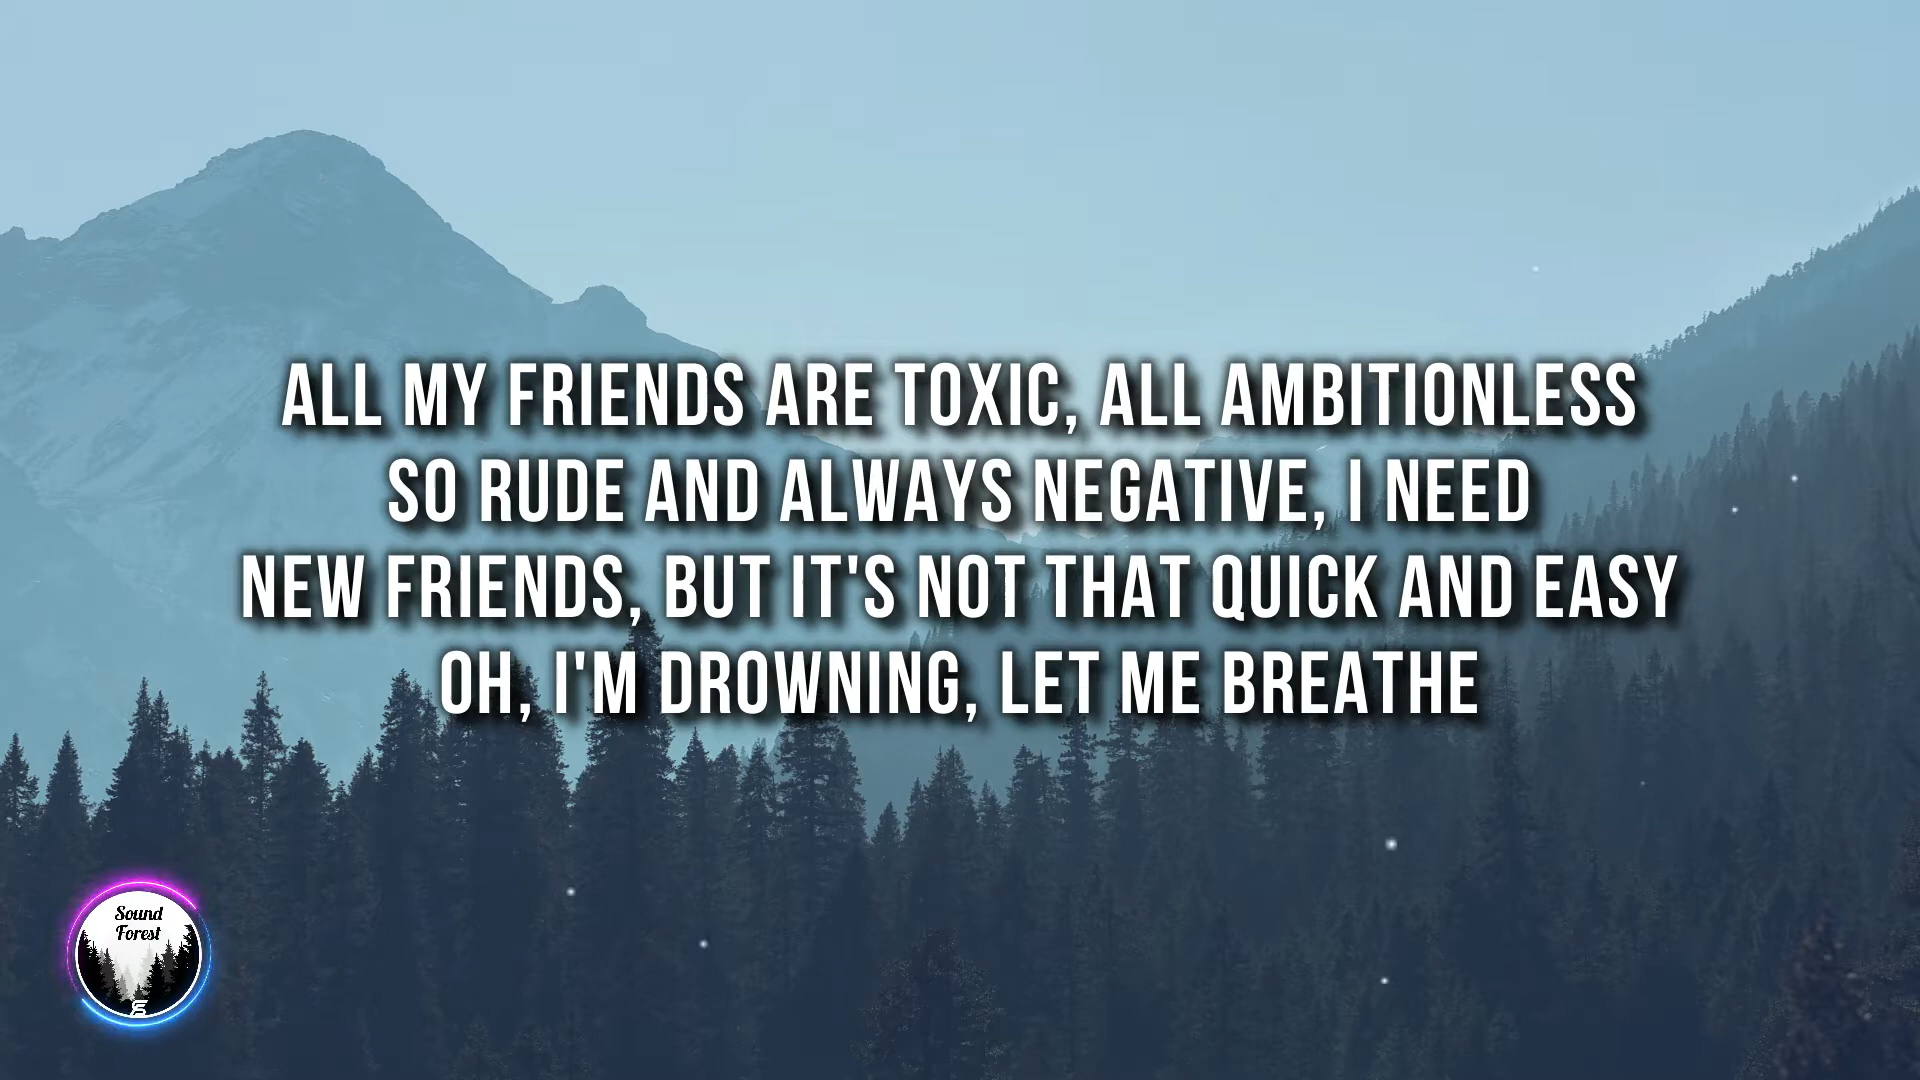 ALL MY FRIENDS ARE TOXIC, ALL AMBITIONLESS
SO RUDE AND ALWAYS NEGATIVE, I NEED
NEW FRIENDS, BUT IT'S NOT THAT QUICK AND EASY
OH, I'M DROWNING, LET ME BREATHE
Sound
Forest